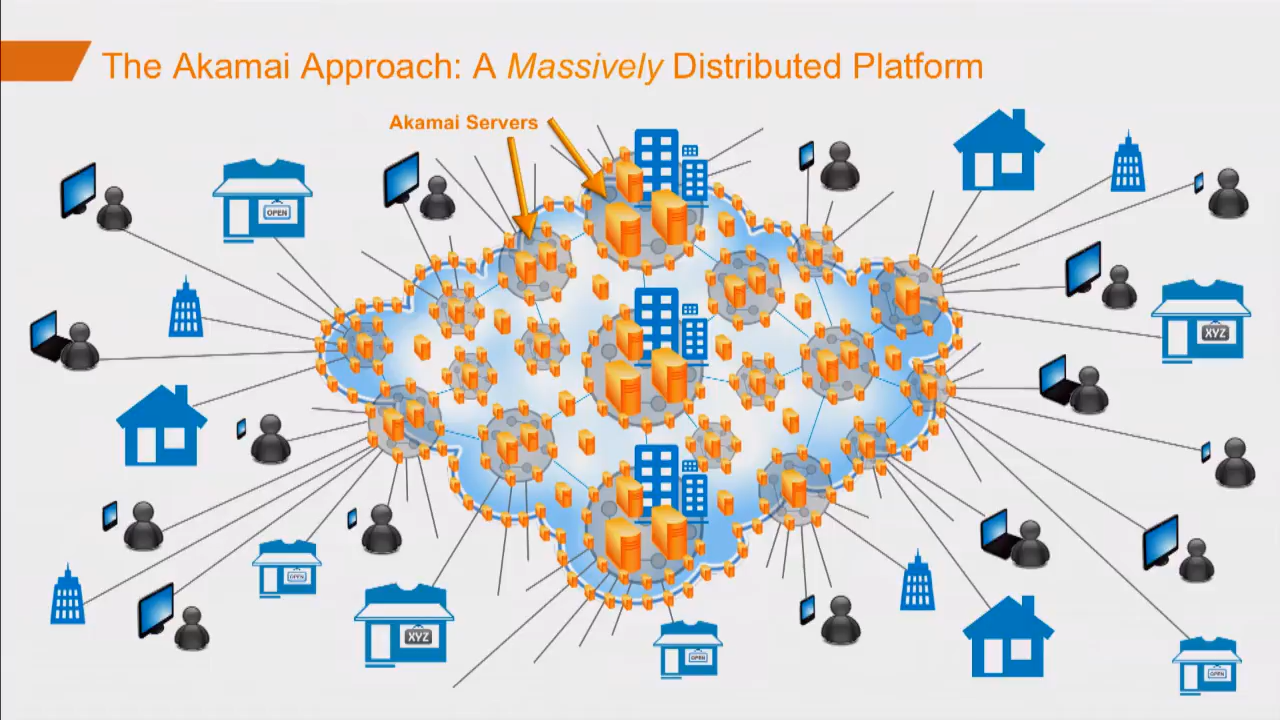 The Akamai Approach: A Massively Distributed Platform
Akamai Servers
OPEN
XYZ
OPEN
XYZ
OPEN
OPEN